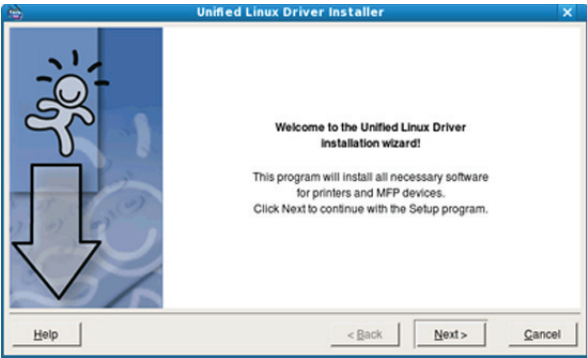 Unified Linux Driver Installer
Welcome to the Unified Linux Driver
installation wizard!
This program will install all necessary software
for printers and MFP devices.
Click Next to continue with the Setup program.
Help
< Back
Next >
Cancel